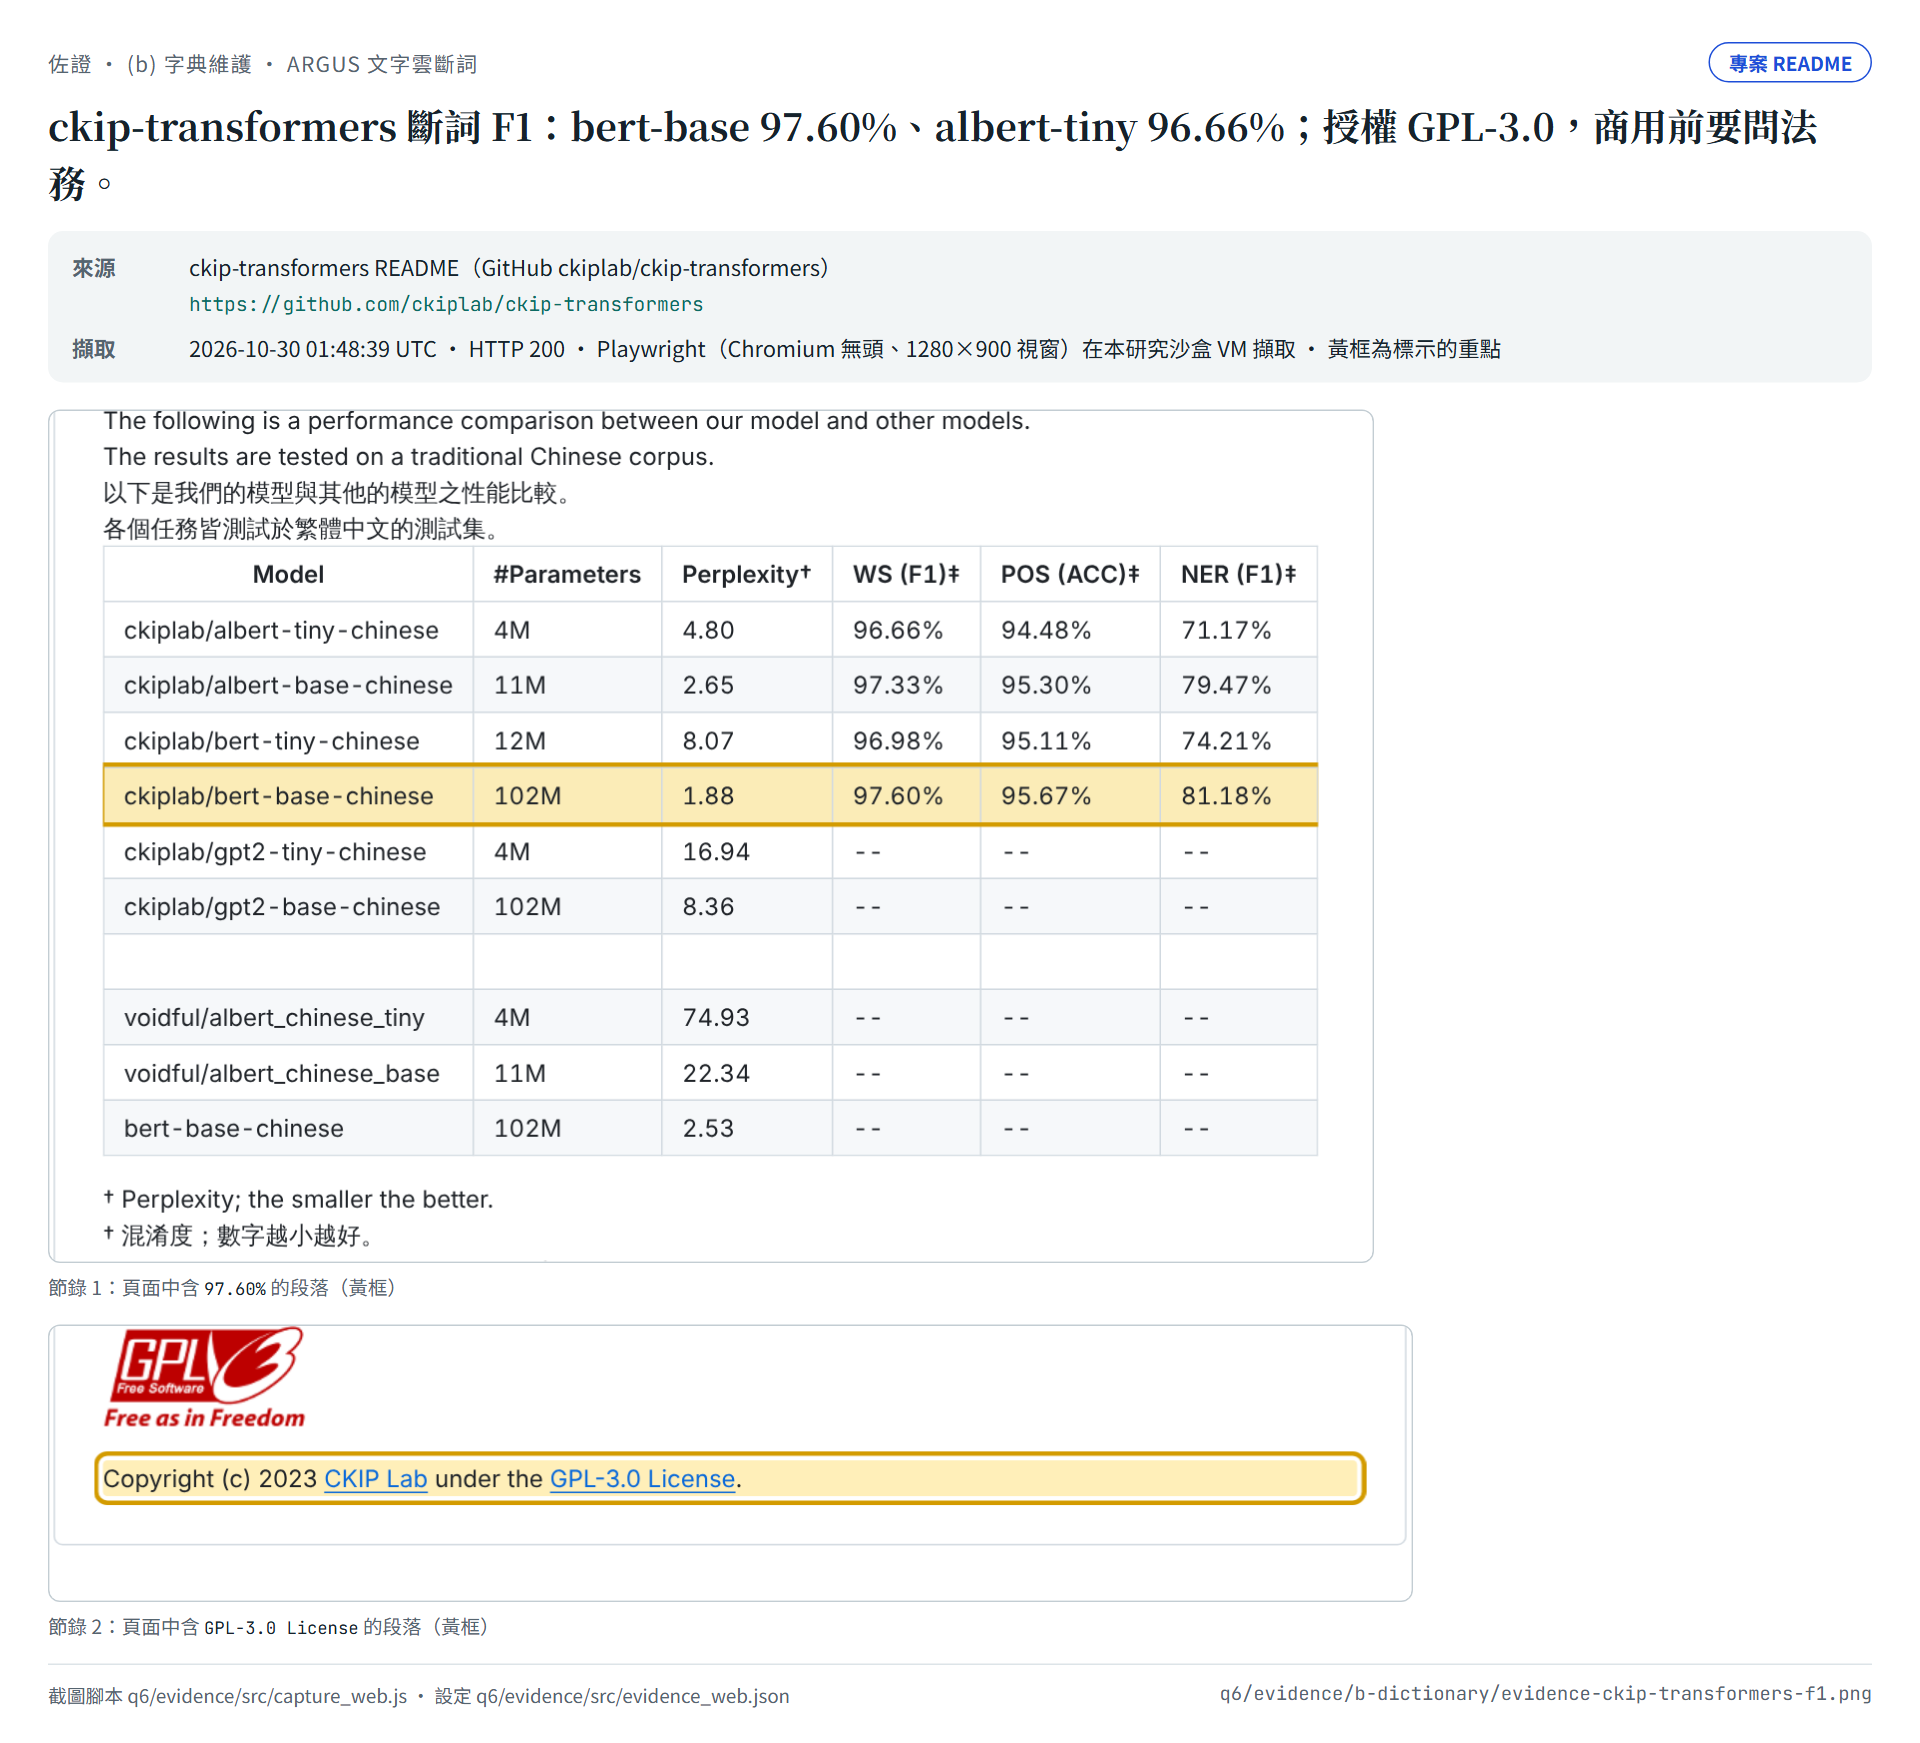 佐證 · (b) 字典維護 · ARGUS 文字雲斷詞
專案 README
ckip-transformers 斷詞 F1：bert-base 97.60%、albert-tiny 96.66%；授權 GPL-3.0，商用前要問法
務。
來源 ckip-transformers README（GitHub ckiplab/ckip-transformers）
https://github.com/ckiplab/ckip-transformers
擷取 2026-10-30 01:48:39 UTC · HTTP 200 · Playwright（Chromium 無頭、1280×900 視窗）在本研究沙盒 VM 擷取 · 黃框為標示的重點
The following is a performance comparison between our model and other models.
The results are tested on a traditional Chinese corpus.
以下是我們的模型與其他的模型之性能比較。
各個任務皆測試於繁體中文的測試集。
Model #Parameters Perplexity† WS (F1)‡ POS (ACC)‡ NER (F1)‡
ckiplab/albert-tiny-chinese 4M 4.80 96.66% 94.48% 71.17%
ckiplab/albert-base-chinese 11M 2.65 97.33% 95.30% 79.47%
ckiplab/bert-tiny-chinese 12M 8.07 96.98% 95.11% 74.21%
ckiplab/bert-base-chinese 102M 1.88 97.60% 95.67% 81.18%
ckiplab/gpt2-tiny-chinese 4M 16.94 -- -- --
ckiplab/gpt2-base-chinese 102M 8.36 -- -- --
voidful/albert_chinese_tiny 4M 74.93 -- -- --
voidful/albert_chinese_base 11M 22.34 -- -- --
bert-base-chinese 102M 2.53 -- -- --
† Perplexity; the smaller the better.
† 混淆度；數字越小越好。
節錄 1：頁面中含 97.60% 的段落（黃框）
GPL 3
Free Software
Free as in Freedom
Copyright (c) 2023 CKIP Lab under the GPL-3.0 License.
節錄 2：頁面中含 GPL-3.0 License 的段落（黃框）
截圖腳本 q6/evidence/src/capture_web.js · 設定 q6/evidence/src/evidence_web.json
q6/evidence/b-dictionary/evidence-ckip-transformers-f1.png